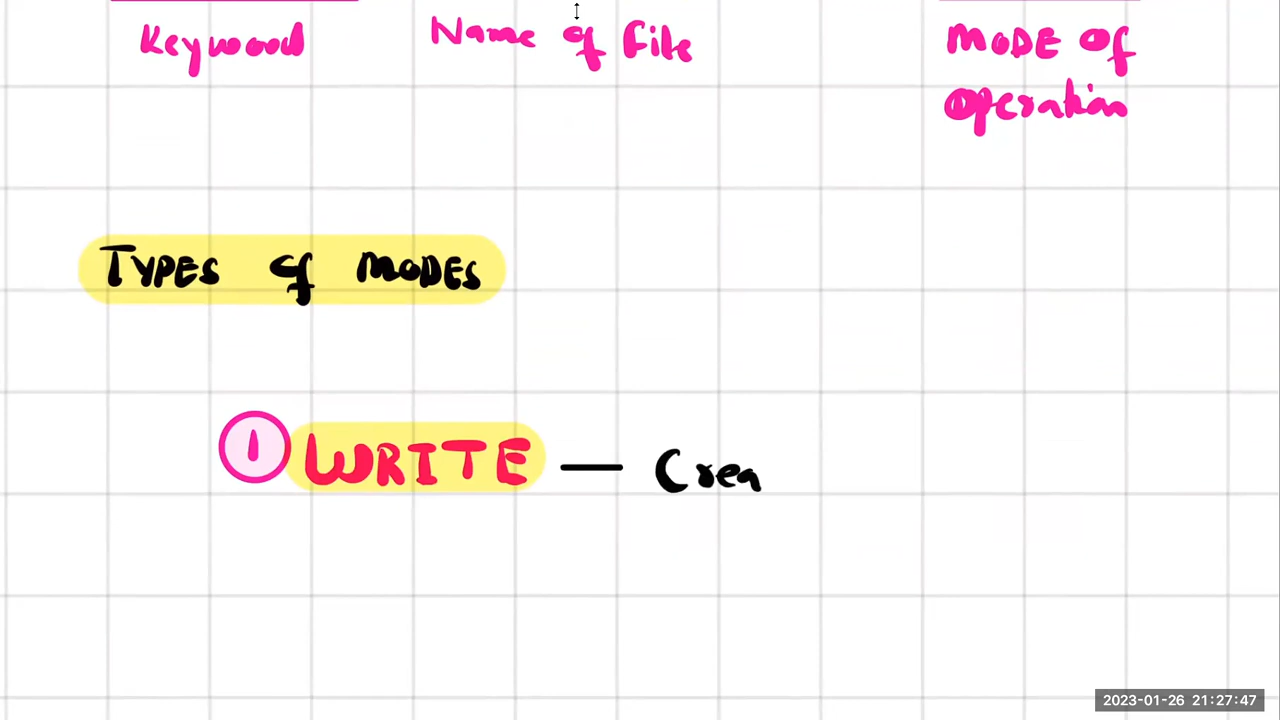 Keyword Name of File MODE of
operation
TYPES of MODES
1 WRITE — Crea
2023-01-26 21:27:47